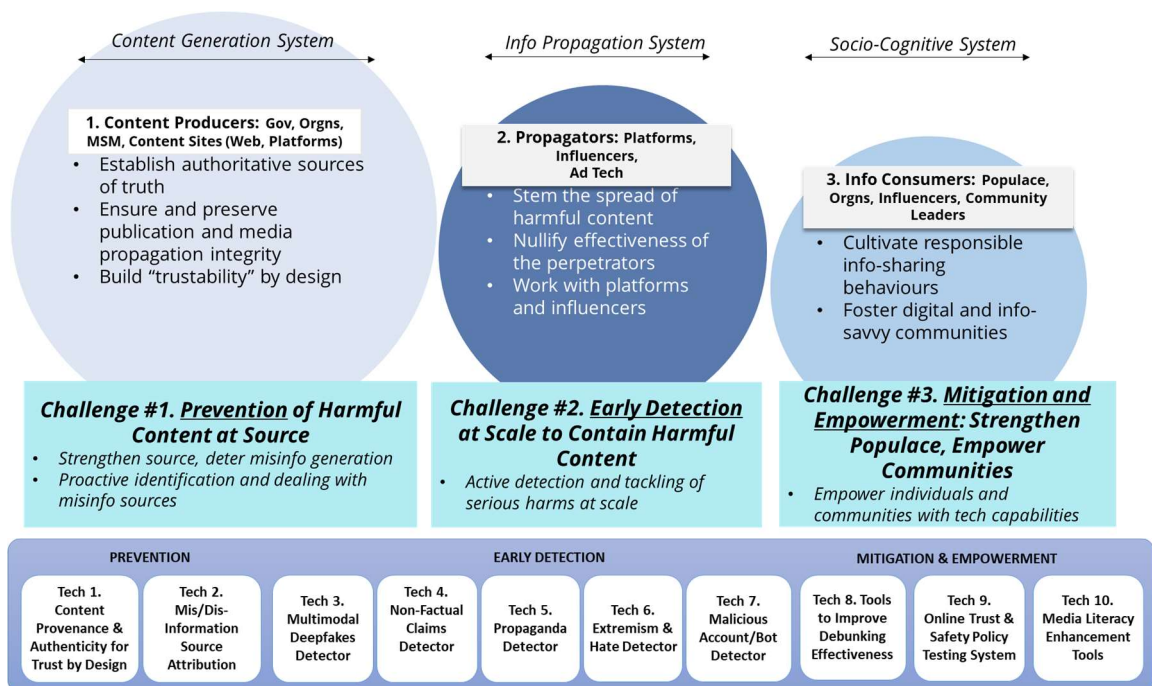 Content Generation System
Info Propagation System
Socio-Cognitive System
1. Content Producers: Gov, Orgns,
MSM, Content Sites (Web, Platforms)
• Establish authoritative sources
of truth
• Ensure and preserve
publication and media
propagation integrity
• Build “trustability” by design
2. Propagators: Platforms,
Influencers,
Ad Tech
• Stem the spread of
harmful content
• Nullify effectiveness of
the perpetrators
• Work with platforms
and influencers
3. Info Consumers: Populace,
Orgns, Influencers, Community
Leaders
• Cultivate responsible
info-sharing
behaviours
• Foster digital and info-
savvy communities
Challenge #1. Prevention of Harmful
Content at Source
• Strengthen source, deter misinfo generation
• Proactive identification and dealing with
misinfo sources
Challenge #2. Early Detection
at Scale to Contain Harmful
Content
• Active detection and tackling of
serious harms at scale
Challenge #3. Mitigation and
Empowerment: Strengthen
Populace, Empower
Communities
• Empower individuals and
communities with tech capabilities
PREVENTION
Tech 1.
Content
Provenance &
Authenticity for
Trust by Design
Tech 2.
Mis/Dis-
Information
Source
Attribution
EARLY DETECTION
Tech 3.
Multimodal
Deepfakes
Detector
Tech 4.
Non-Factual
Claims
Detector
Tech 5.
Propaganda
Detector
Tech 6.
Extremism &
Hate Detector
Tech 7.
Malicious
Account/Bot
Detector
MITIGATION & EMPOWERMENT
Tech 8. Tools
to Improve
Debunking
Effectiveness
Tech 9.
Online Trust &
Safety Policy
Testing System
Tech 10.
Media Literacy
Enhancement
Tools